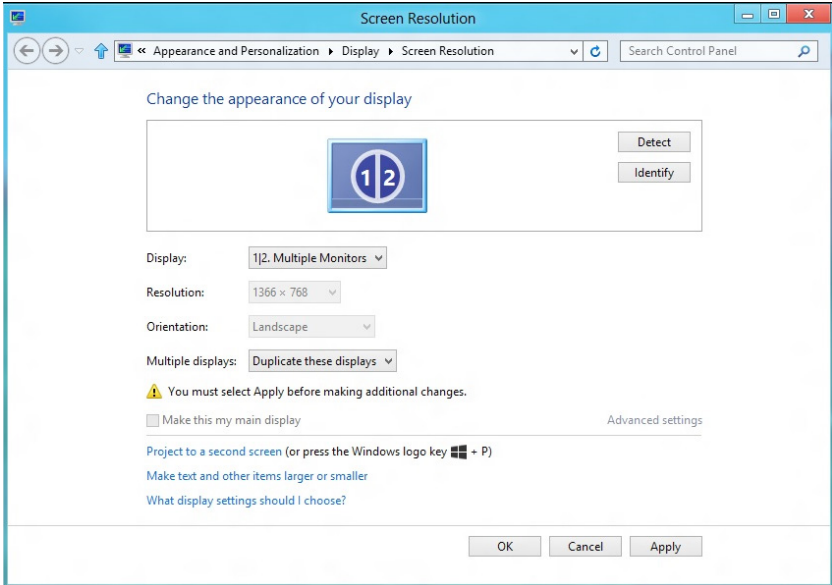 Screen Resolution
« Appearance and Personalization Display Screen Resolution Search Control Panel
Change the appearance of your display
1 2
Detect
Identify
Display: 1|2. Multiple Monitors
Resolution: 1366 × 768
Orientation: Landscape
Multiple displays: Duplicate these displays
You must select Apply before making additional changes.
Make this my main display Advanced settings
Project to a second screen (or press the Windows logo key + P)
Make text and other items larger or smaller
What display settings should I choose?
OK Cancel Apply